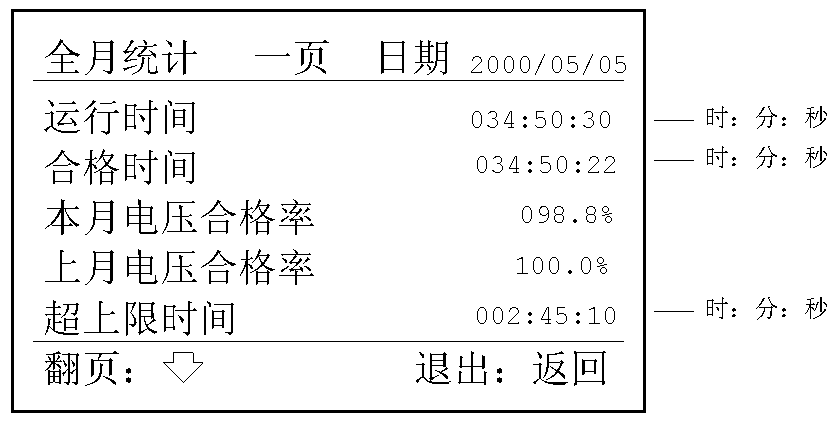 全月统计 一页 日期 2000/05/05
运行时间 034:50:30 时：分：秒
合格时间 034:50:22 时：分：秒
本月电压合格率 098.8%
上月电压合格率 100.0%
超上限时间 002:45:10 时：分：秒
翻页： 退出：返回